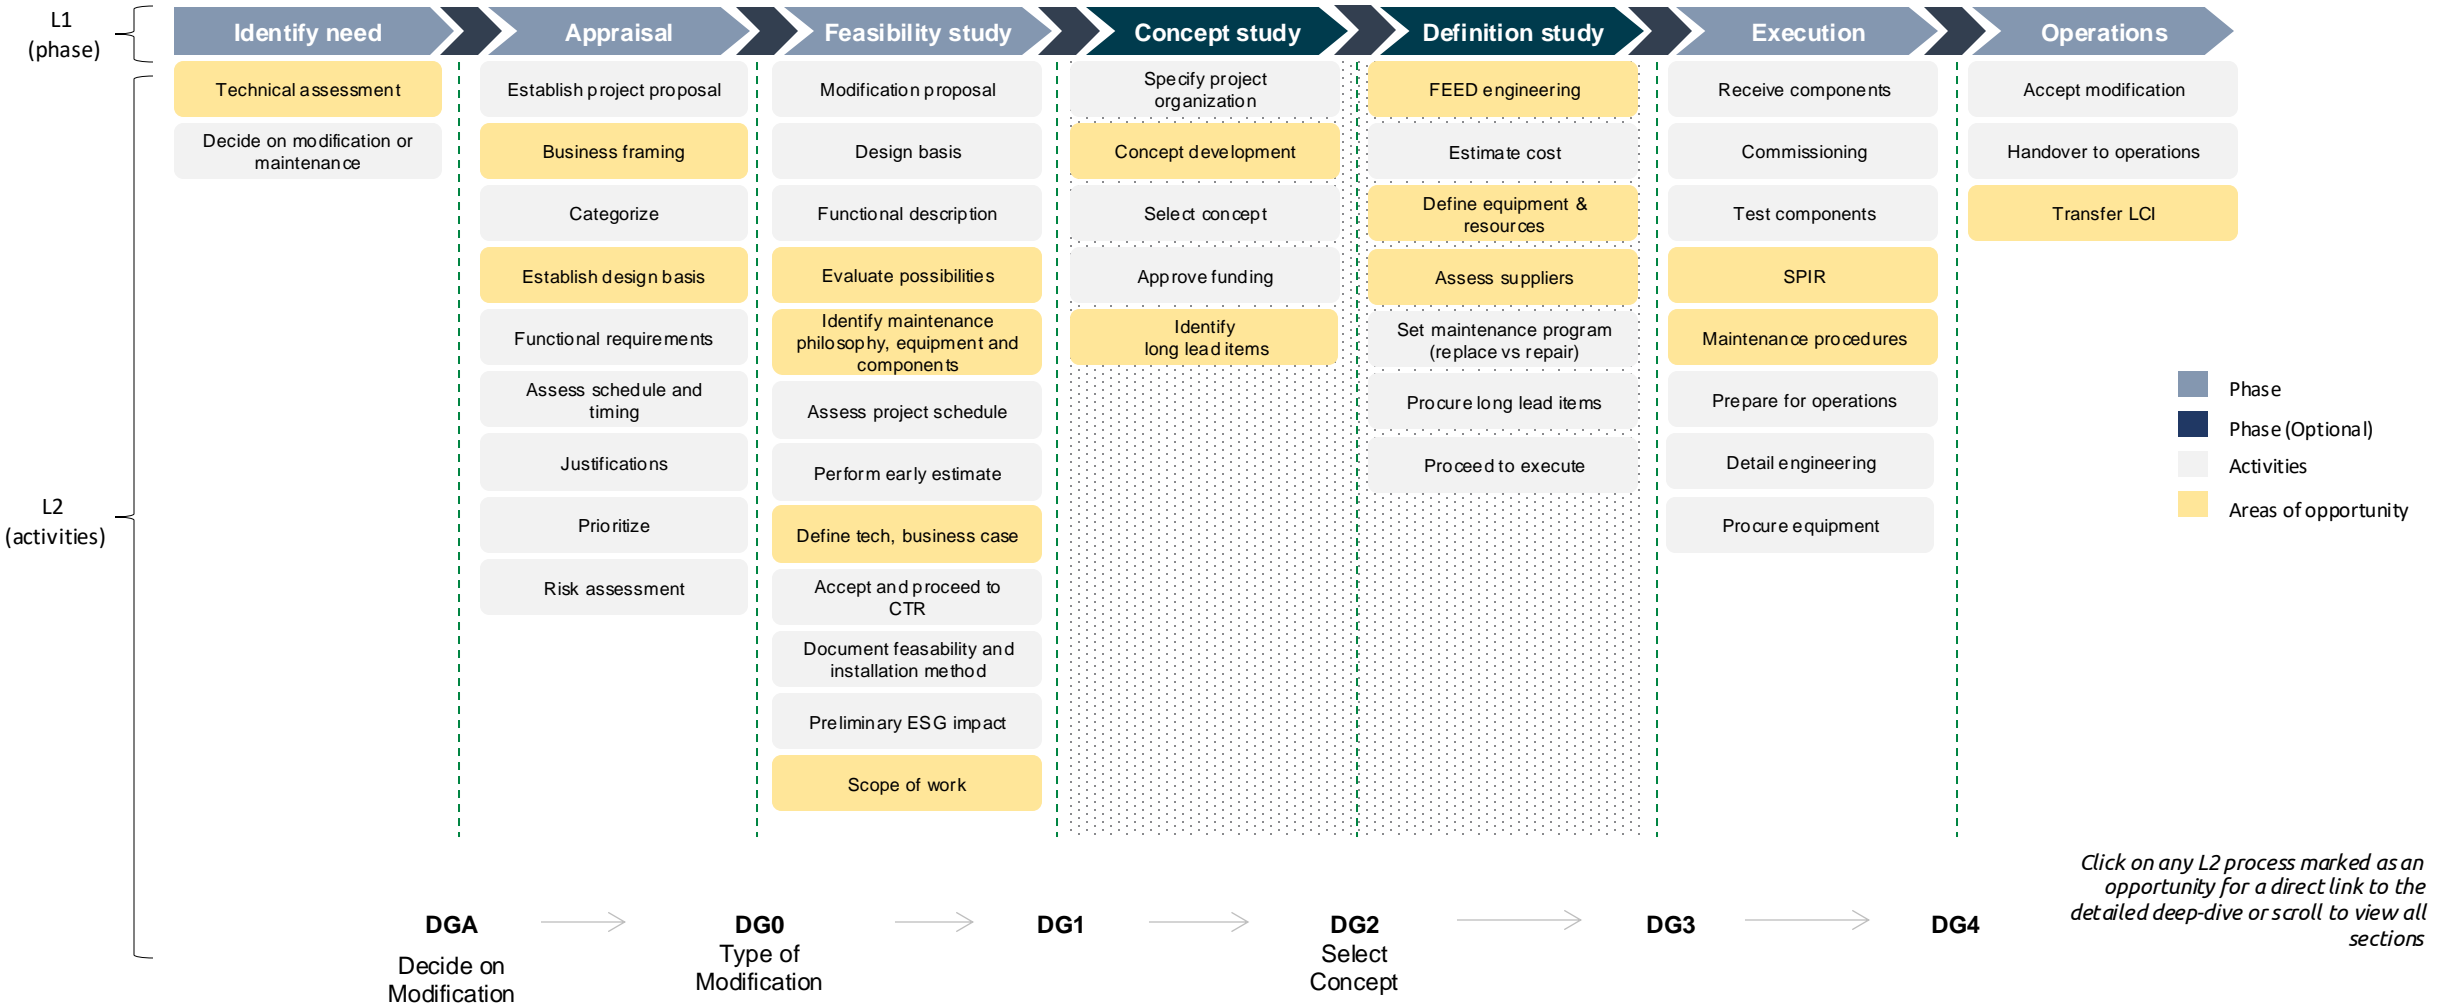 L1
(phase)
Identify need
Appraisal
Feasibility study
Concept study
Definition study
Execution
Operations
L2
(activities)
Technical assessment
Decide on modification or
maintenance
Establish project proposal
Business framing
Categorize
Establish design basis
Functional requirements
Assess schedule and
timing
Justifications
Prioritize
Risk assessment
Modification proposal
Design basis
Functional description
Evaluate possibilities
Identify maintenance
philosophy, equipment and
components
Assess project schedule
Perform early estimate
Define tech, business case
Accept and proceed to
CTR
Document feasability and
installation method
Preliminary ESG impact
Scope of work
Specify project
organization
Concept development
Select concept
Approve funding
Identify
long lead items
FEED engineering
Estimate cost
Define equipment &
resources
Assess suppliers
Set maintenance program
(replace vs repair)
Procure long lead items
Proceed to execute
Receive components
Commissioning
Test components
SPIR
Maintenance procedures
Prepare for operations
Detail engineering
Procure equipment
Accept modification
Handover to operations
Transfer LCI
Phase
Phase (Optional)
Activities
Areas of opportunity
DGA
Decide on
Modification
DG0
Type of
Modification
DG1
DG2
Select
Concept
DG3
DG4
Click on any L2 process marked as an
opportunity for a direct link to the
detailed deep-dive or scroll to view all
sections